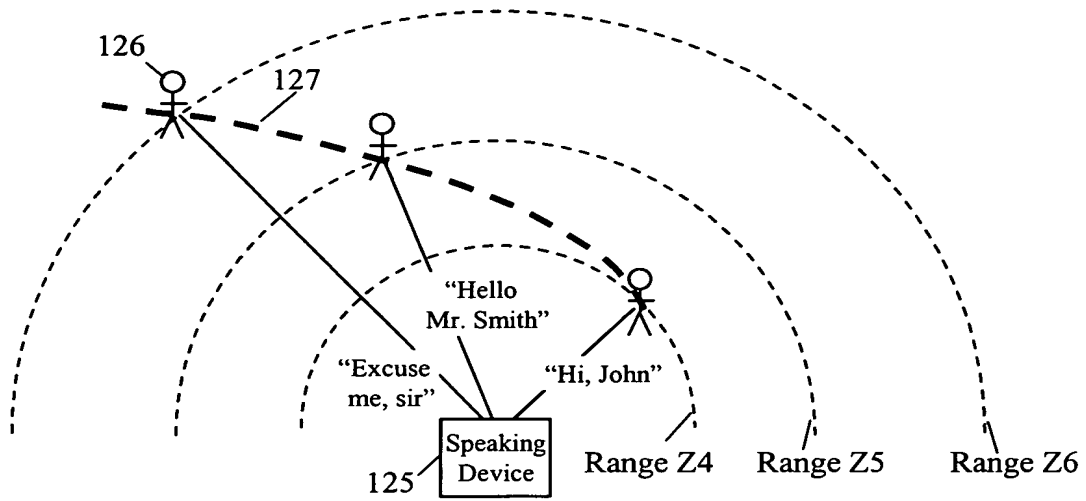 126
127
“Hello
Mr. Smith”
“Excuse
me, sir”
“Hi, John”
Speaking
Device
125
Range Z4
Range Z5
Range Z6